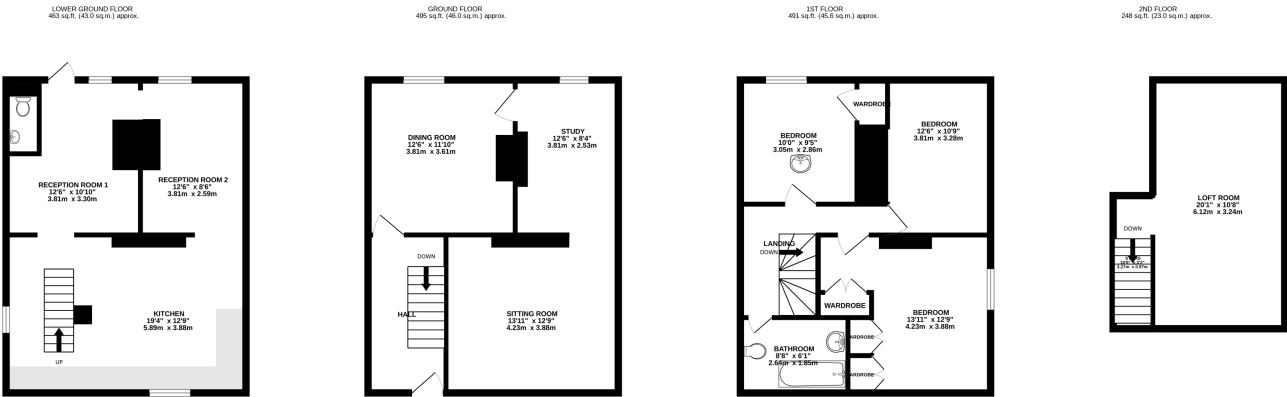 LOWER GROUND FLOOR
463 sq.ft. (43.0 sq.m.) approx.
GROUND FLOOR
495 sq.ft. (46.0 sq.m.) approx.
1ST FLOOR
491 sq.ft. (45.6 sq.m.) approx.
2ND FLOOR
248 sq.ft. (23.0 sq.m.) approx.
RECEPTION ROOM 1
12'6" x 10'10"
3.81m x 3.30m
RECEPTION ROOM 2
12'6" x 8'6"
3.81m x 2.59m
KITCHEN
19'4" x 12'9"
5.89m x 3.88m
UP
DINING ROOM
12'6" x 11'10"
3.81m x 3.61m
STUDY
12'6" x 8'4"
3.81m x 2.53m
DOWN
HALL
SITTING ROOM
13'11" x 12'9"
4.23m x 3.88m
WARDROBE
BEDROOM
10'0" x 9'5"
3.05m x 2.86m
BEDROOM
12'6" x 10'9"
3.81m x 3.28m
LANDING
DOWN
WARDROBE
BEDROOM
13'11" x 12'9"
4.23m x 3.88m
BATHROOM
8'8" x 6'1"
2.64m x 1.85m
WARDROBE
WARDROBE
LOFT ROOM
20'1" x 10'8"
6.12m x 3.24m
DOWN
3.27m x 0.97m